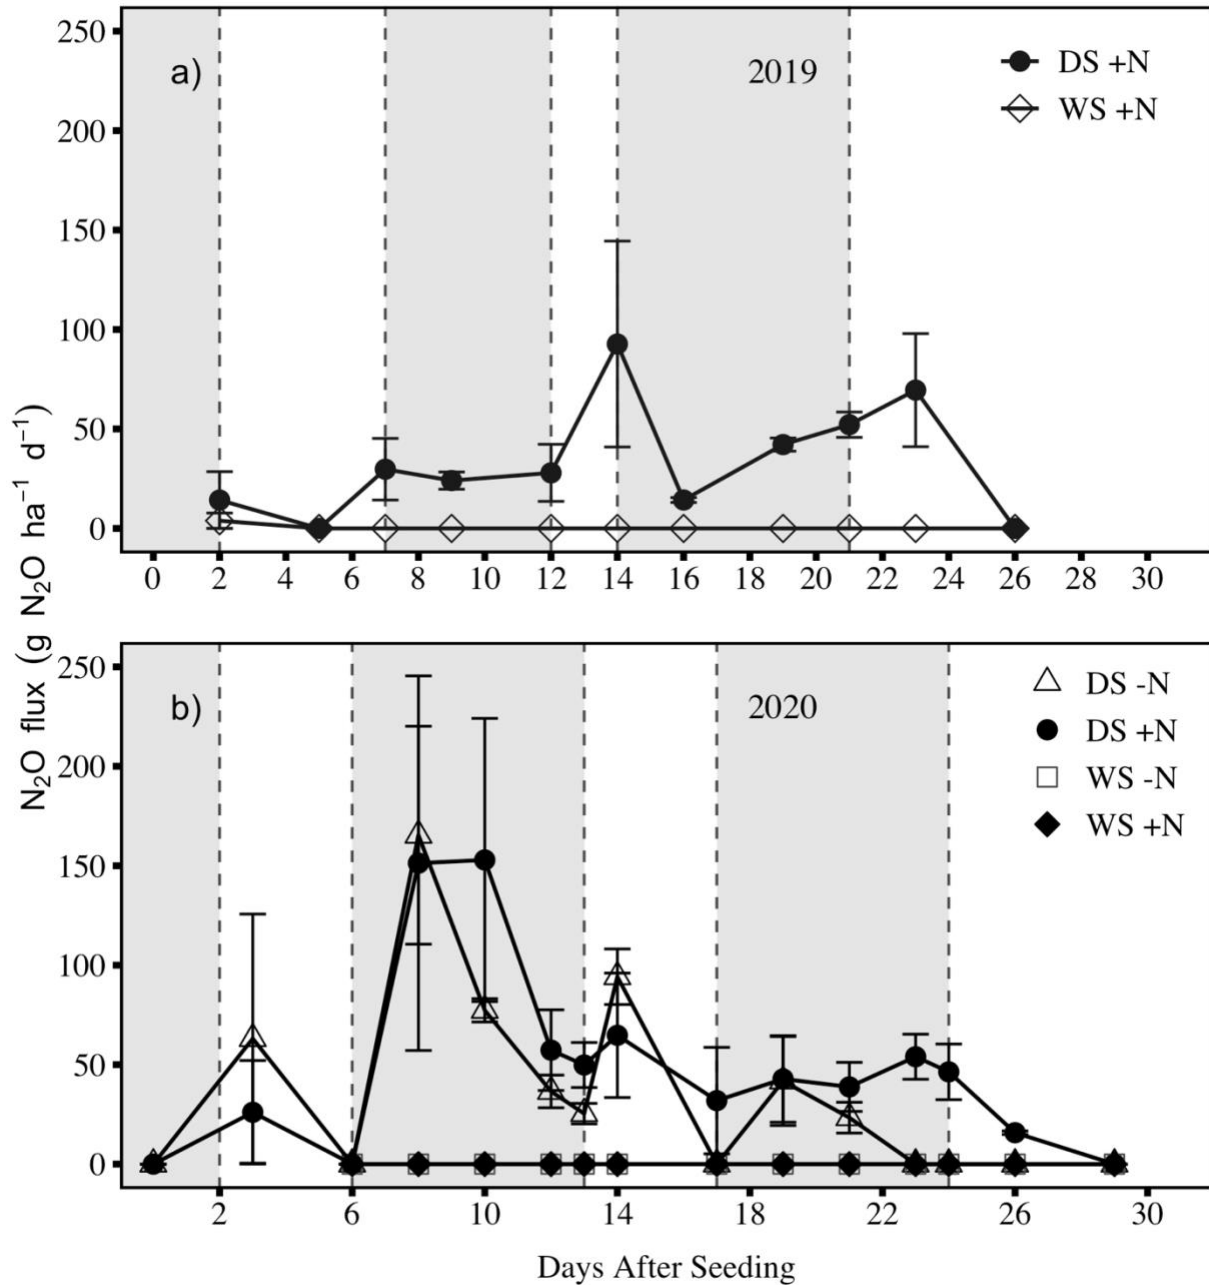 N₂O flux (g N₂O ha⁻¹ d⁻¹)
a)
2019
DS +N
WS +N
250
200
150
100
50
0
0 2 4 6 8 10 12 14 16 18 20 22 24 26 28 30
b)
2020
DS -N
DS +N
WS -N
WS +N
250
200
150
100
50
0
2 6 10 14 18 22 26 30
Days After Seeding